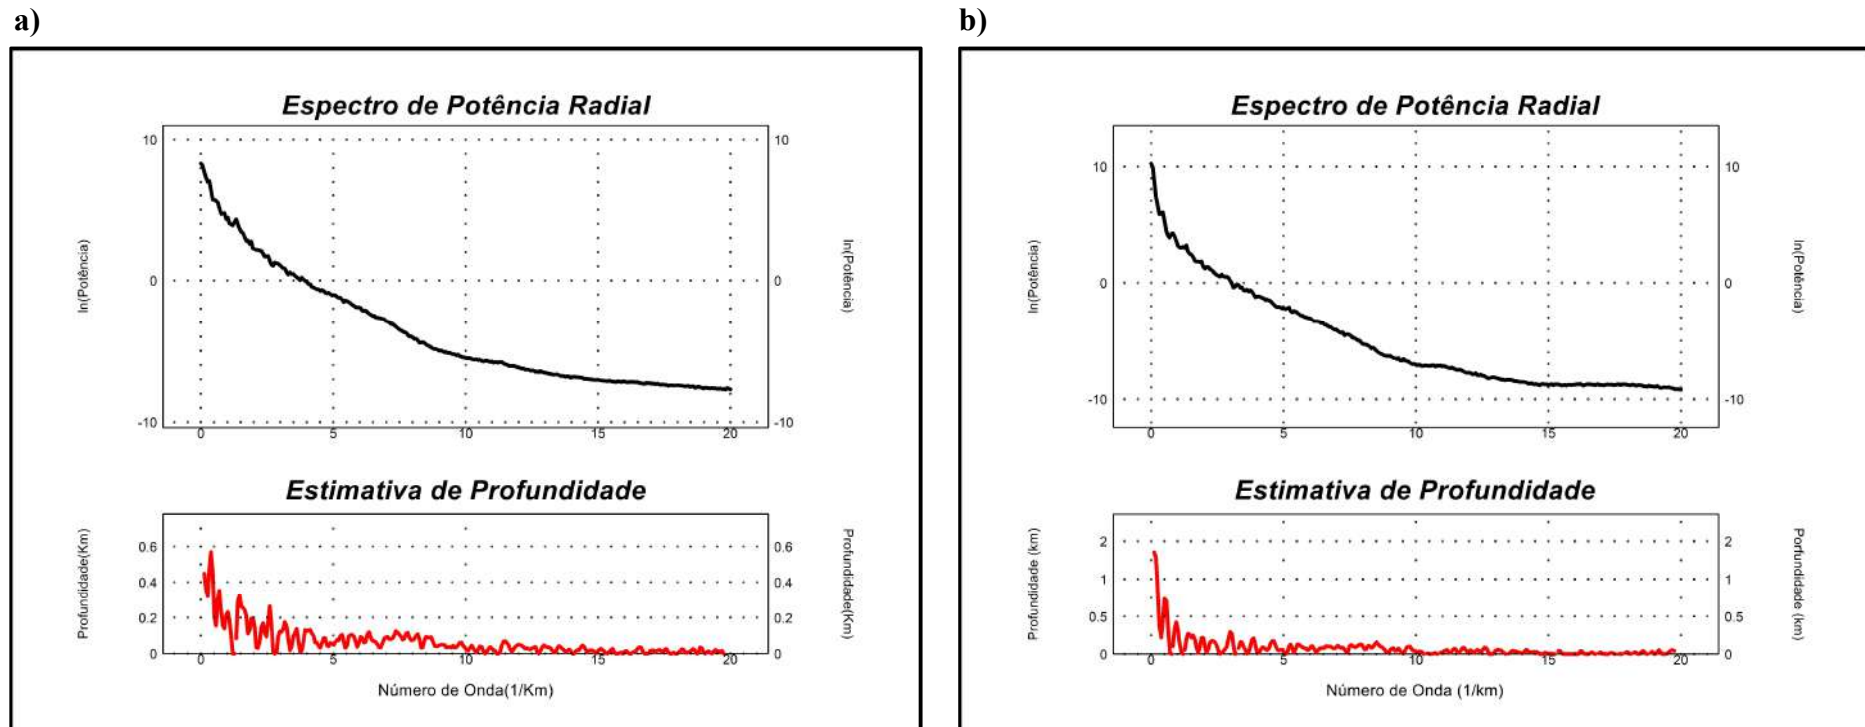 a)
Espectro de Potência Radial
10 10
ln(Potência) ln(Potência)
0 0
-10 -10
0 5 10 15 20
Estimativa de Profundidade
Profundidade(Km) Profundidade(Km)
0.6 0.6
0.4 0.4
0.2 0.2
0 0
0 5 10 15 20
Número de Onda(1/Km)
b)
Espectro de Potência Radial
10 10
ln(Potência) ln(Potência)
0 0
-10 -10
0 5 10 15 20
Estimativa de Profundidade
Profundidade (km) Porfundidade (km)
2 2
1 1
0.5 0.5
0 0
0 5 10 15 20
Número de Onda (1/km)